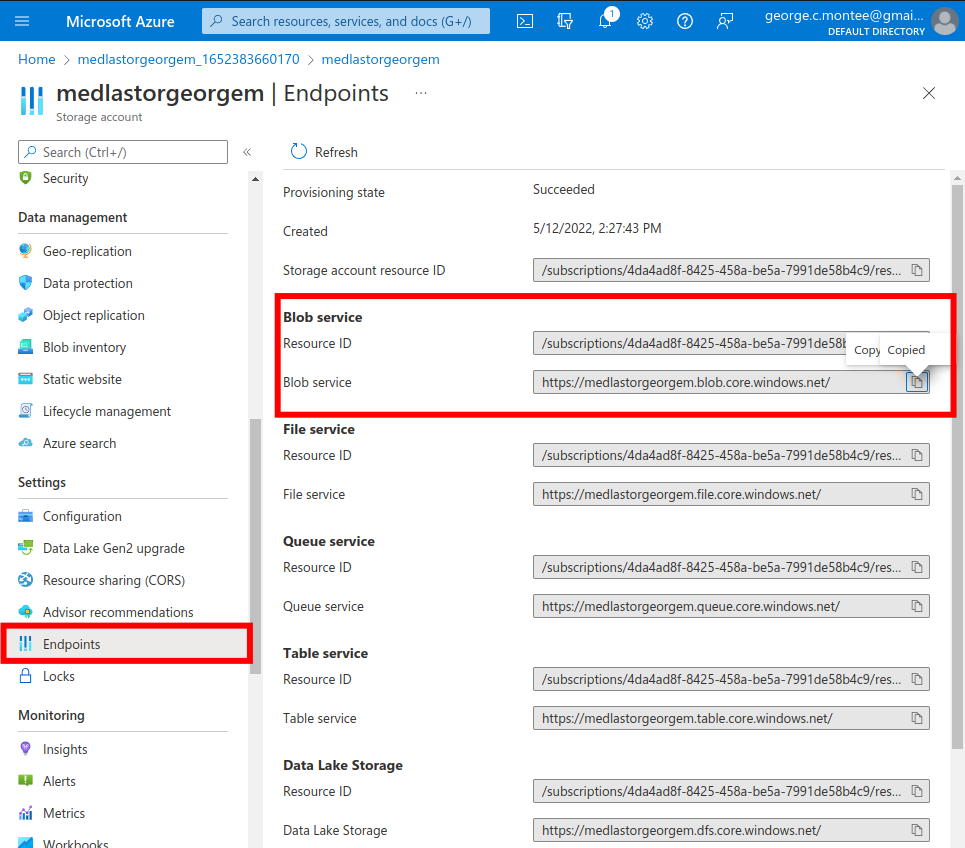 Microsoft Azure
Search resources, services, and docs (G+/)
1
george.c.montee@gmai...
DEFAULT DIRECTORY
Home > medlastorgeorgem_1652383660170 > medlastorgeorgem
medlastorgeorgem | Endpoints ...
Storage account
Search (Ctrl+/)
«
Security
Data management
Geo-replication
Data protection
Object replication
Blob inventory
Static website
Lifecycle management
Azure search
Settings
Configuration
Data Lake Gen2 upgrade
Resource sharing (CORS)
Advisor recommendations
Endpoints
Locks
Monitoring
Insights
Alerts
Metrics
Workbooks
Refresh
Provisioning state
Succeeded
Created
5/12/2022, 2:27:43 PM
Storage account resource ID
/subscriptions/4da4ad8f-8425-458a-be5a-7991de58b4c9/res...
Blob service
Resource ID
/subscriptions/4da4ad8f-8425-458a-be5a-7991de58b
Copy
Copied
Blob service
https://medlastorgeorgem.blob.core.windows.net/
File service
Resource ID
/subscriptions/4da4ad8f-8425-458a-be5a-7991de58b4c9/res...
File service
https://medlastorgeorgem.file.core.windows.net/
Queue service
Resource ID
/subscriptions/4da4ad8f-8425-458a-be5a-7991de58b4c9/res...
Queue service
https://medlastorgeorgem.queue.core.windows.net/
Table service
Resource ID
/subscriptions/4da4ad8f-8425-458a-be5a-7991de58b4c9/res...
Table service
https://medlastorgeorgem.table.core.windows.net/
Data Lake Storage
Resource ID
/subscriptions/4da4ad8f-8425-458a-be5a-7991de58b4c9/res...
Data Lake Storage
https://medlastorgeorgem.dfs.core.windows.net/